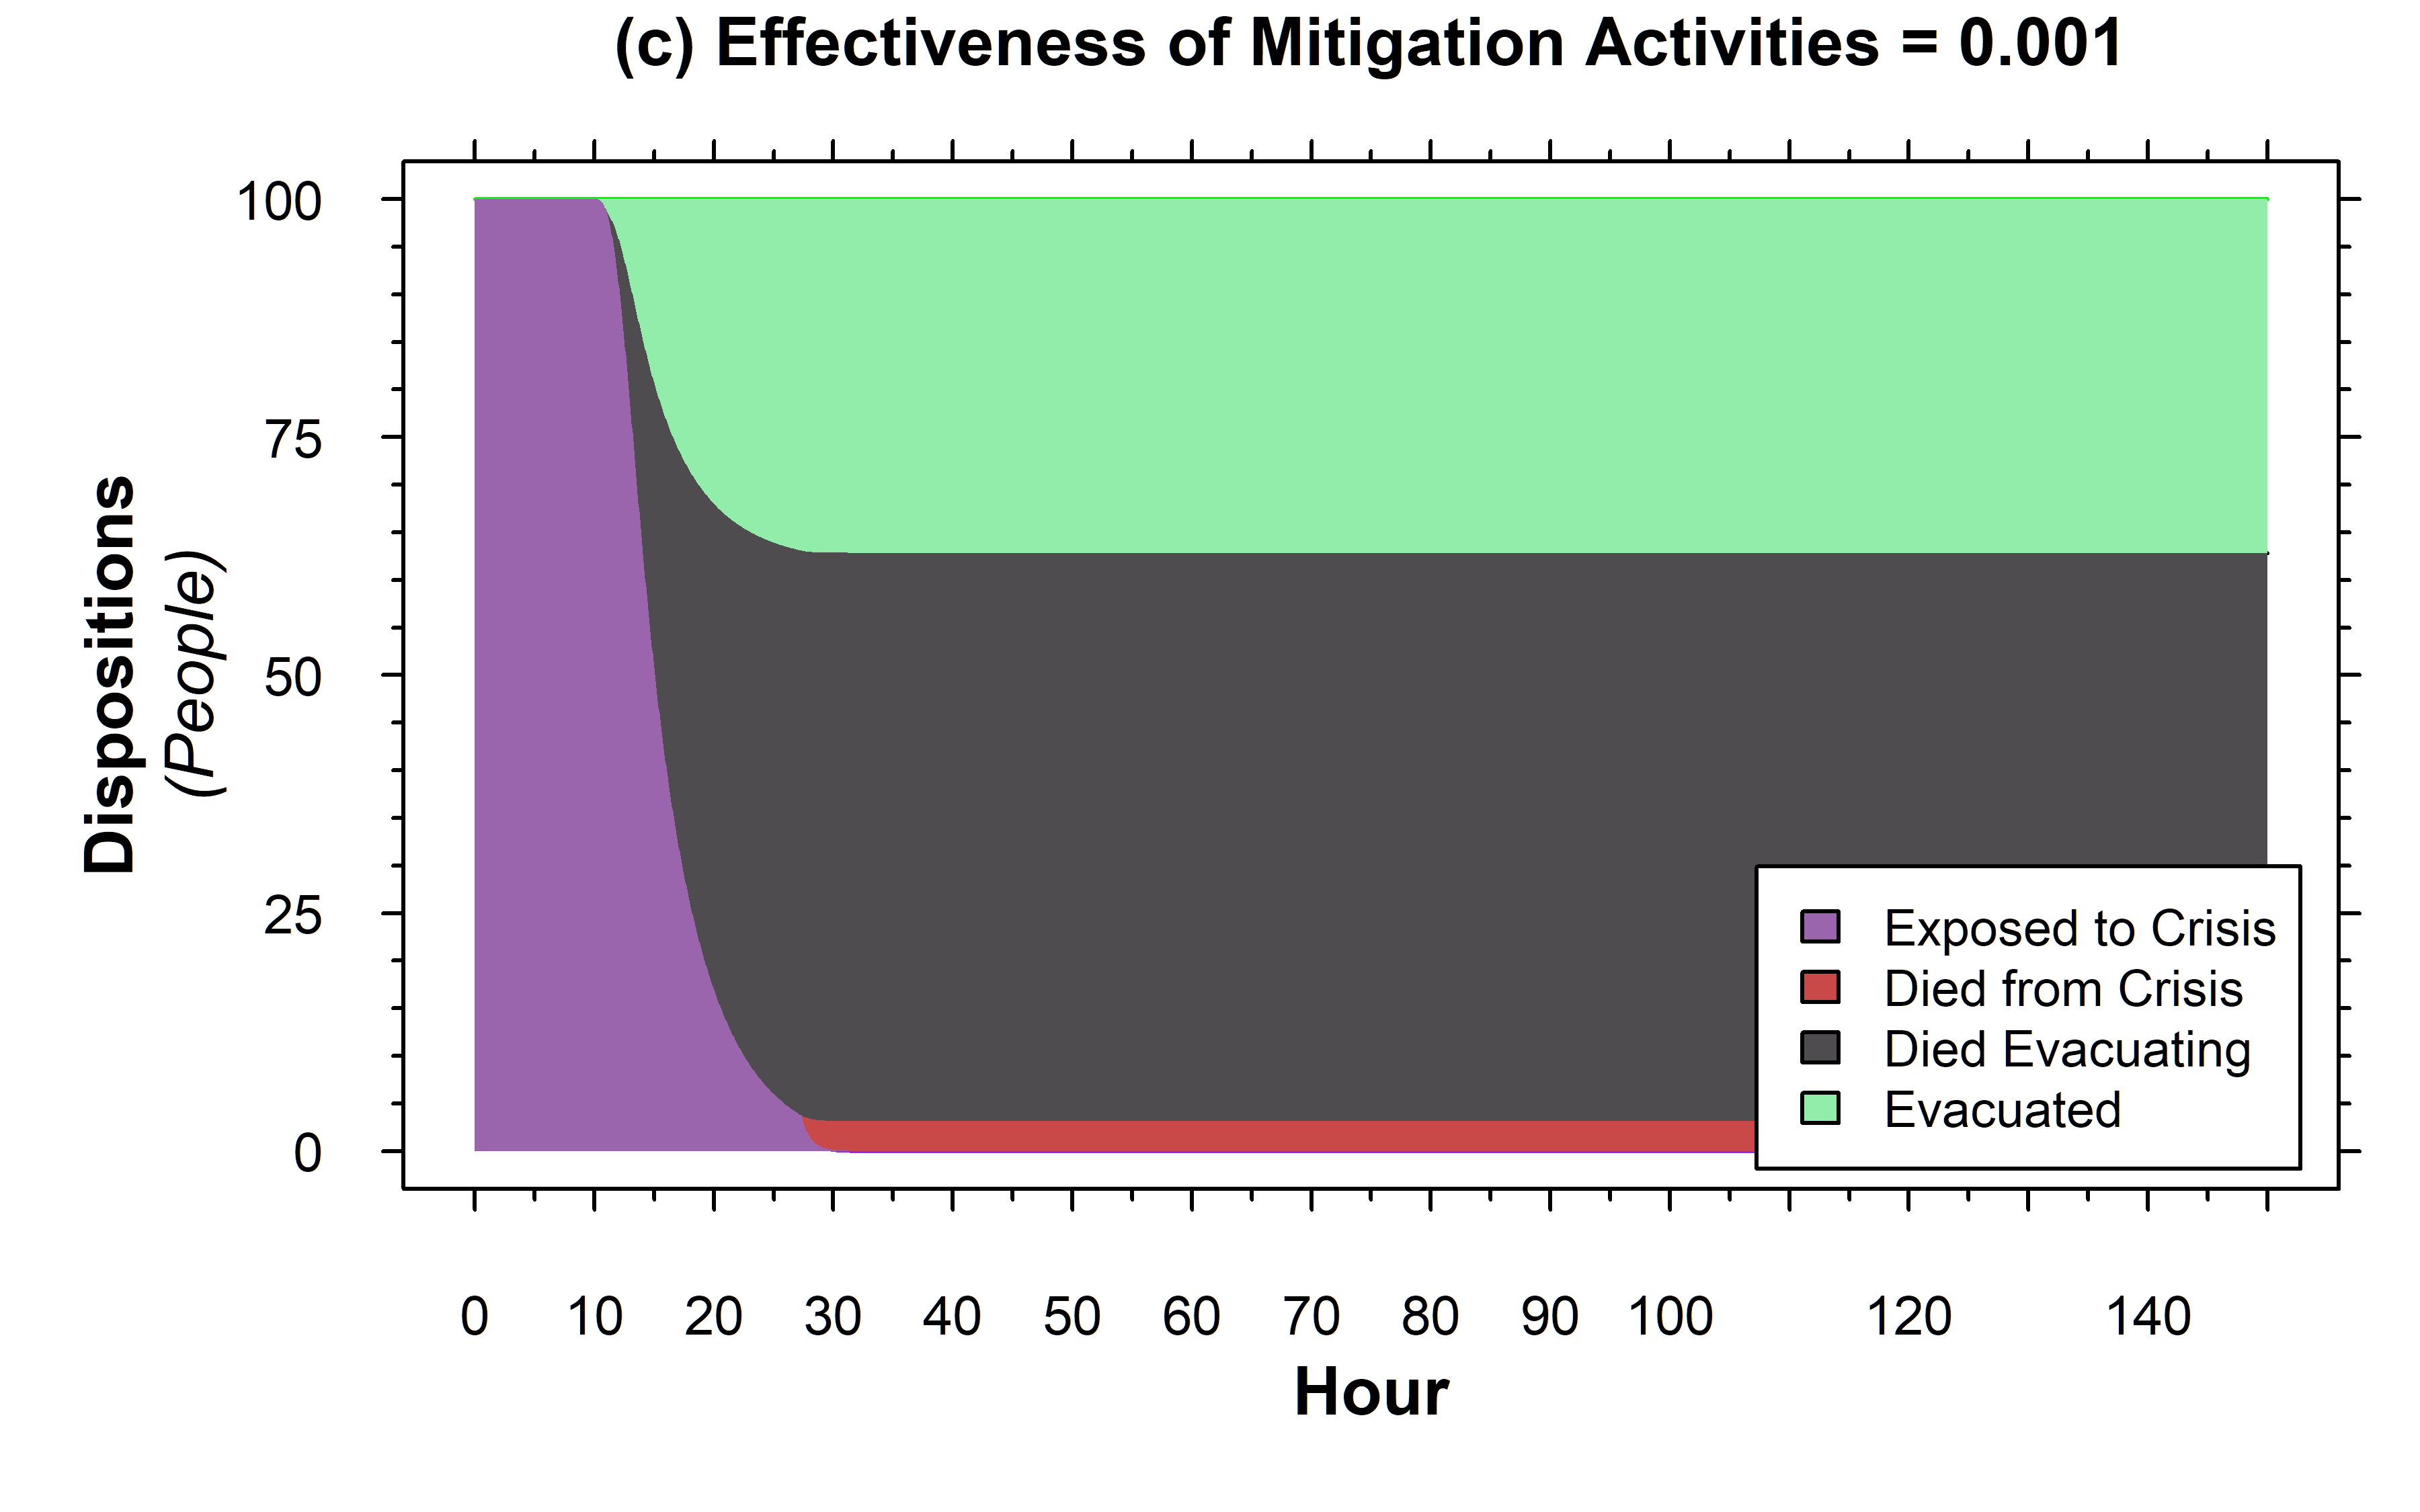 (c) Effectiveness of Mitigation Activities = 0.001
Dispositions
(People)
100
75
50
25
0
Exposed to Crisis
Died from Crisis
Died Evacuating
Evacuated
0 10 20 30 40 50 60 70 80 90 100 120 140
Hour